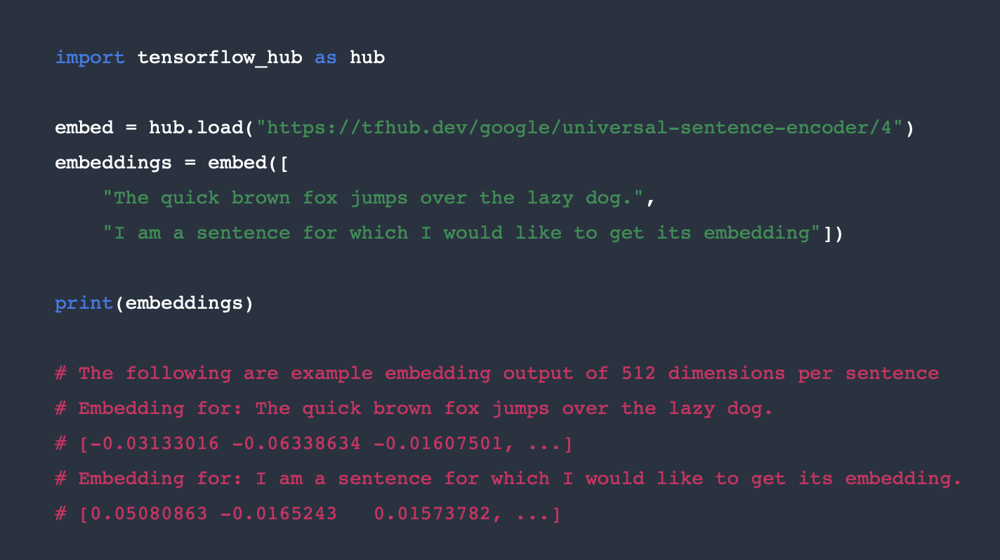 import tensorflow_hub as hub
embed = hub.load("https://tfhub.dev/google/universal-sentence-encoder/4")
embeddings = embed([
    "The quick brown fox jumps over the lazy dog.",
    "I am a sentence for which I would like to get its embedding"])
print(embeddings)
# The following are example embedding output of 512 dimensions per sentence
# Embedding for: The quick brown fox jumps over the lazy dog.
# [-0.03133016 -0.06338634 -0.01607501, ...]
# Embedding for: I am a sentence for which I would like to get its embedding.
# [0.05080863 -0.0165243   0.01573782, ...]